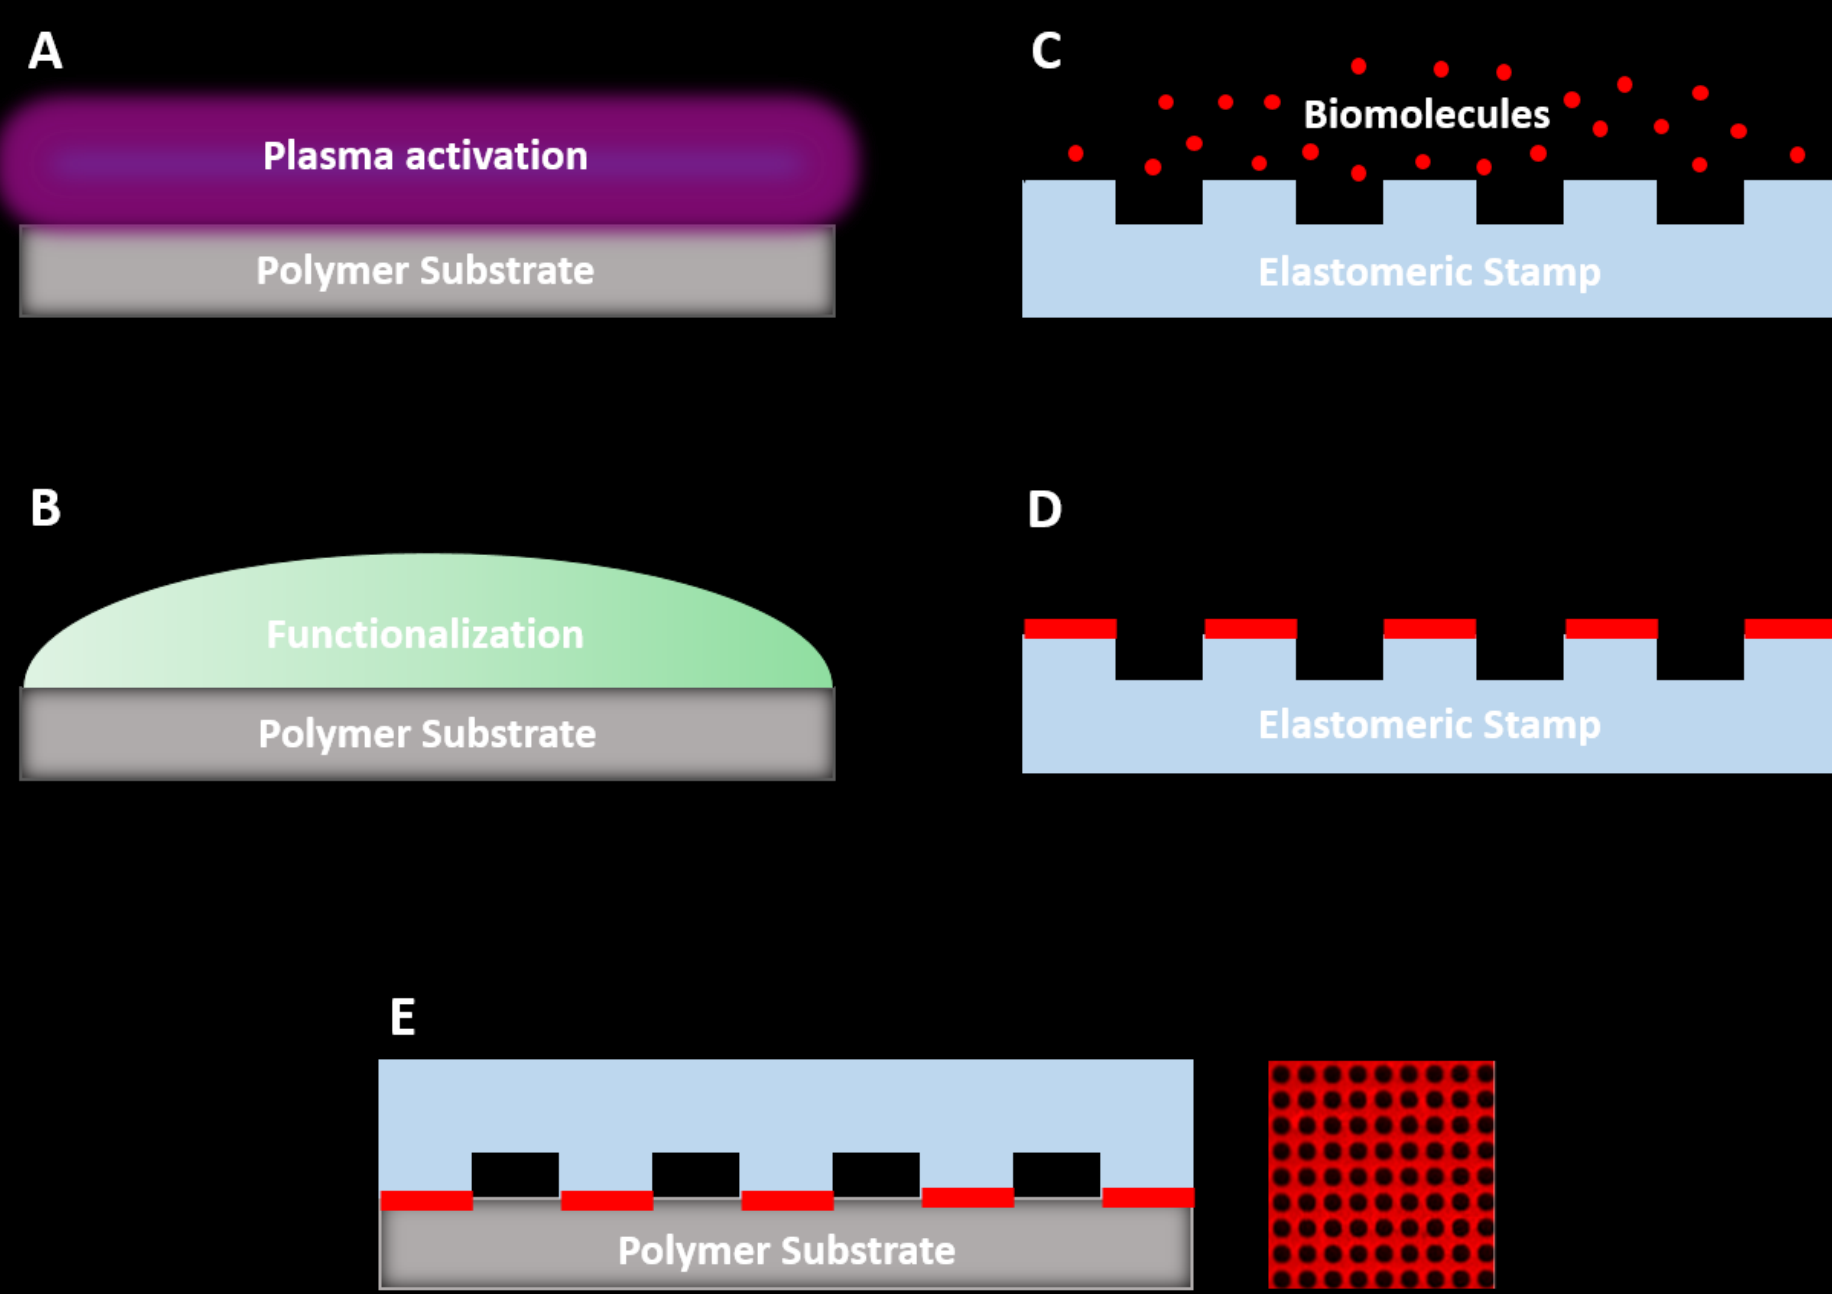 A
Plasma activation
Polymer Substrate
B
Functionalization
Polymer Substrate
C
Biomolecules
Elastomeric Stamp
D
Elastomeric Stamp
E
Polymer Substrate